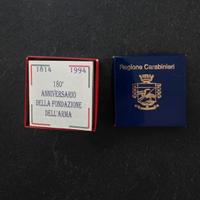 1814 1994
180°
ANNIVERSARIO
DELLA FONDAZIONE
DELL'ARMA
Regione Carabinieri